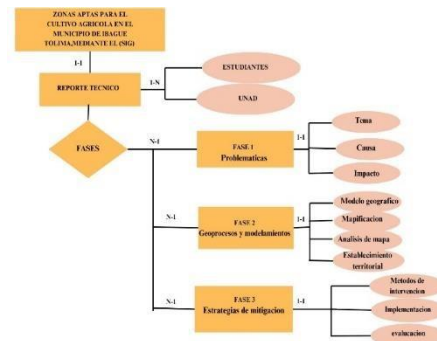 ZONAS APTAS PARA EL
CULTIVO AGRICOLA EN EL
MUNICIPIO DE IBAGUE
TOLIMA,MEDIANTE EL (SIG)
1-1
REPORTE TECNICO
1-N
ESTUDIANTES
UNAD
FASES
N-1
FASE 1
Problematicas
1-1
Tema
Causa
Impacto
N-1
FASE 2
Geoprocesos y modelamientos
1-1
Modelo geografico
Mapificacion
Analisis de mapa
Establecimiento
territorial
N-1
FASE 3
Estrategias de mitigacion
1-1
Metodos de
intervencion
Implementacion
evalucacion